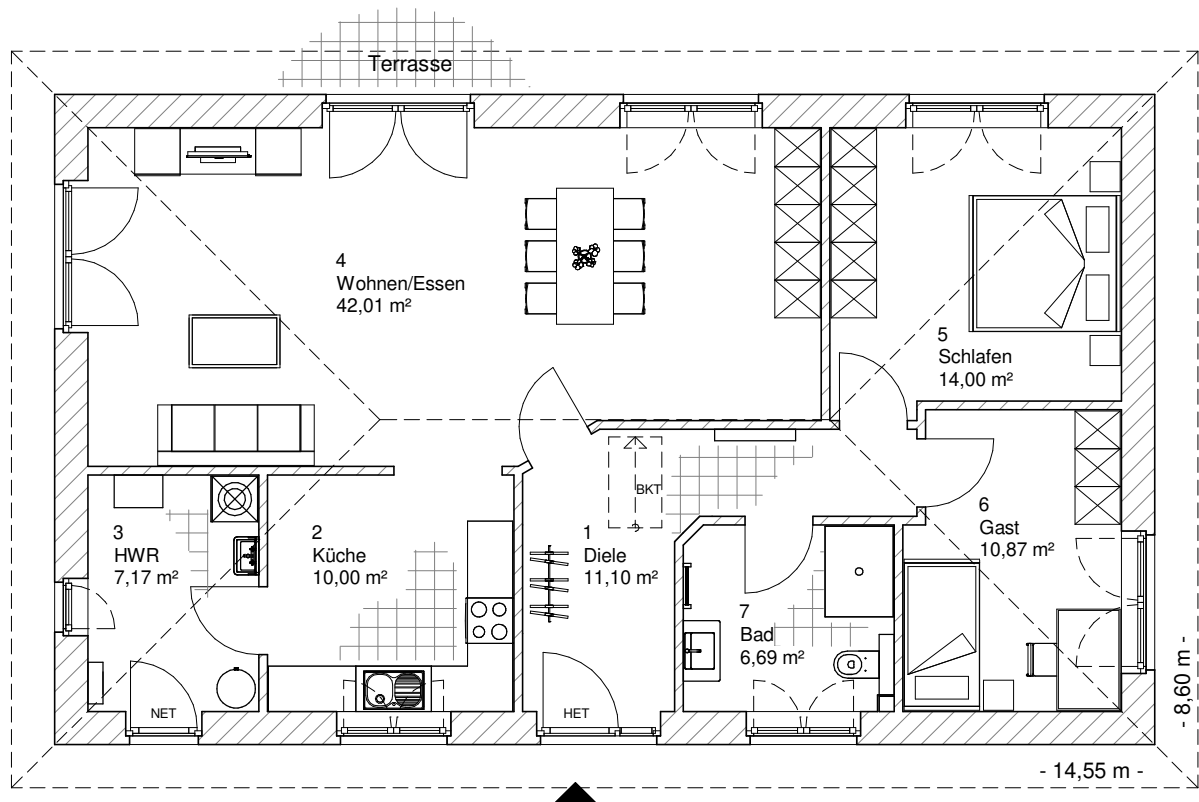 Terrasse
4
Wohnen/Essen
42,01 m²
5
Schlafen
14,00 m²
BKT
3
HWR
7,17 m²
2
Küche
10,00 m²
1
Diele
11,10 m²
6
Gast
10,87 m²
7
Bad
6,69 m²
NET
HET
- 8,60 m -
- 14,55 m -